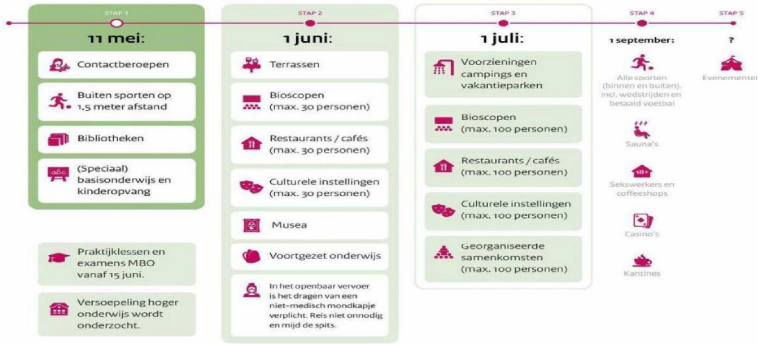 STAP 1
11 mei:
Contactberoepen
Buiten sporten op
1,5 meter afstand
Bibliotheken
abc
(Speciaal)
basisonderwijs en
kinderopvang
Praktijklessen en
examens MBO
vanaf 15 juni.
Versoepeling hoger
onderwijs wordt
onderzocht.
STAP 2
1 juni:
Terrassen
Bioscopen
(max. 30 personen)
Restaurants / cafés
(max. 30 personen)
Culturele instellingen
(max. 30 personen)
Musea
Voortgezet onderwijs
In het openbaar vervoer
is het dragen van een
niet-medisch mondkapje
verplicht. Reis niet onnodig
en mijd de spits.
STAP 3
1 juli:
Voorzieningen
campings en
vakantieparken
Bioscopen
(max. 100 personen)
Restaurants / cafés
(max. 100 personen)
Culturele instellingen
(max. 100 personen)
Georganiseerde
samenkomsten
(max. 100 personen)
STAP 4
1 september:
Alle sporten
(binnen en buiten),
incl. wedstrijden en
betaald voetbal
Sauna's
18+
Sekswerkers en
coffeeshops
Casino's
Kantines
STAP 5
?
Evenementen